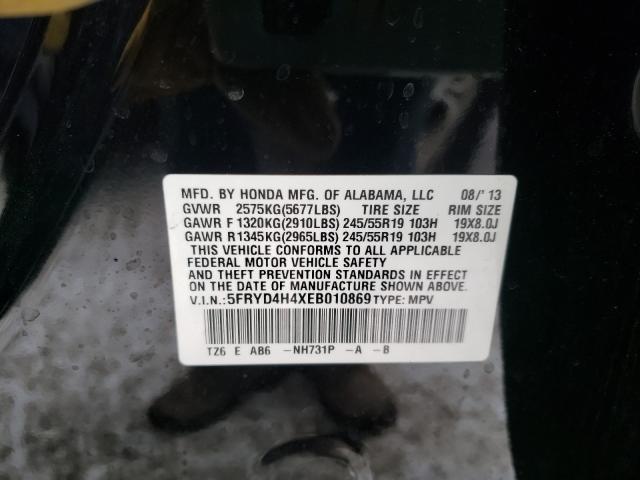 MFD. BY HONDA MFG. OF ALABAMA, LLC 08/'13
GVWR 2575KG(5677LBS) TIRE SIZE RIM SIZE
GAWR F 1320KG(2910LBS) 245/55R19 103H 19X8.0J
GAWR R1345KG(2965LBS) 245/55R19 103H 19X8.0J
THIS VEHICLE CONFORMS TO ALL APPLICABLE
FEDERAL MOTOR VEHICLE SAFETY
AND THEFT PREVENTION STANDARDS IN EFFECT
ON THE DATE OF MANUFACTURE SHOWN ABOVE.
V.I.N.:5FRYD4H4XEB010869 TYPE: MPV
TZ6 E AB6 -NH731P -A -B